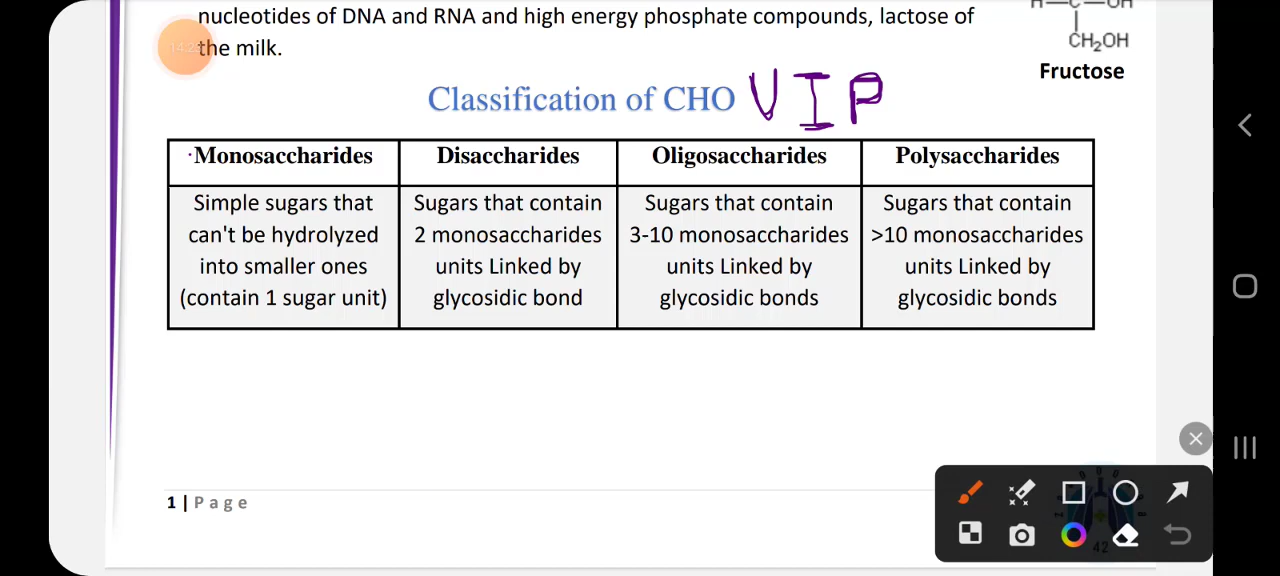 nucleotides of DNA and RNA and high energy phosphate compounds, lactose of
the milk.
H—C—OH
CH₂OH
Fructose
Classification of CHO VIP
Monosaccharides
Simple sugars that
can't be hydrolyzed
into smaller ones
(contain 1 sugar unit)
Disaccharides
Sugars that contain
2 monosaccharides
units Linked by
glycosidic bond
Oligosaccharides
Sugars that contain
3-10 monosaccharides
units Linked by
glycosidic bonds
Polysaccharides
Sugars that contain
>10 monosaccharides
units Linked by
glycosidic bonds
1 | Page
42